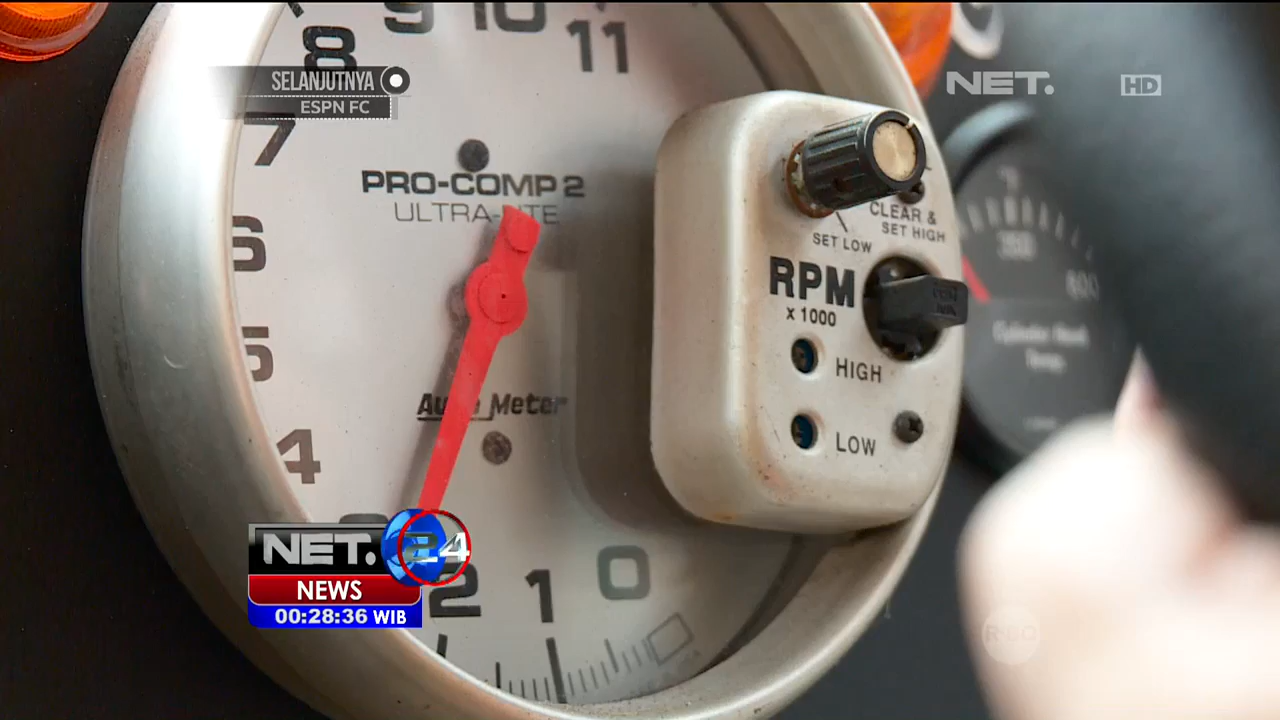 8
9
10
11
SELANJUTNYA
ESPN FC
NET.
HD
7
PRO-COMP 2
ULTRA-LITE
6
CLEAR &
SET HIGH
SET LOW
RPM
x 1000
5
HIGH
Auto Meter
4
LOW
NET. 24
NEWS
00:28:36 WIB
2
1
0